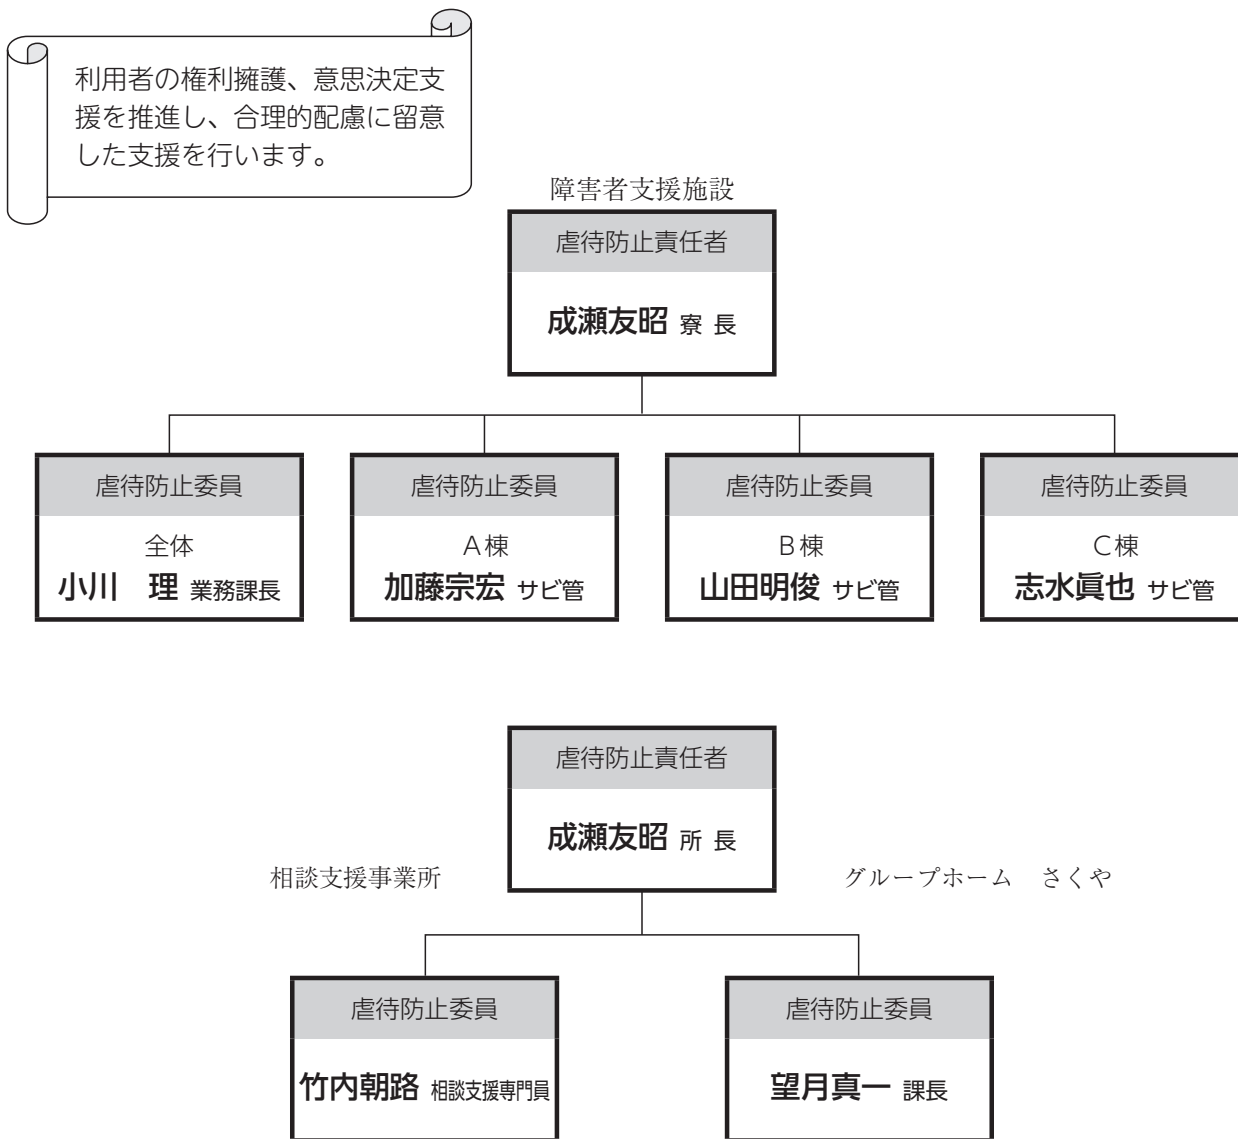 利用者の権利擁護、意思決定支
援を推進し、合理的配慮に留意
した支援を行います。
障害者支援施設
虐待防止責任者
成瀬友昭 寮 長
虐待防止委員
全体
小川　理 業務課長
虐待防止委員
A棟
加藤宗宏 サビ管
虐待防止委員
B棟
山田明俊 サビ管
虐待防止委員
C棟
志水眞也 サビ管
虐待防止責任者
成瀬友昭 所 長
相談支援事業所
グループホーム　さくや
虐待防止委員
竹内朝路 相談支援専門員
虐待防止委員
望月真一 課長